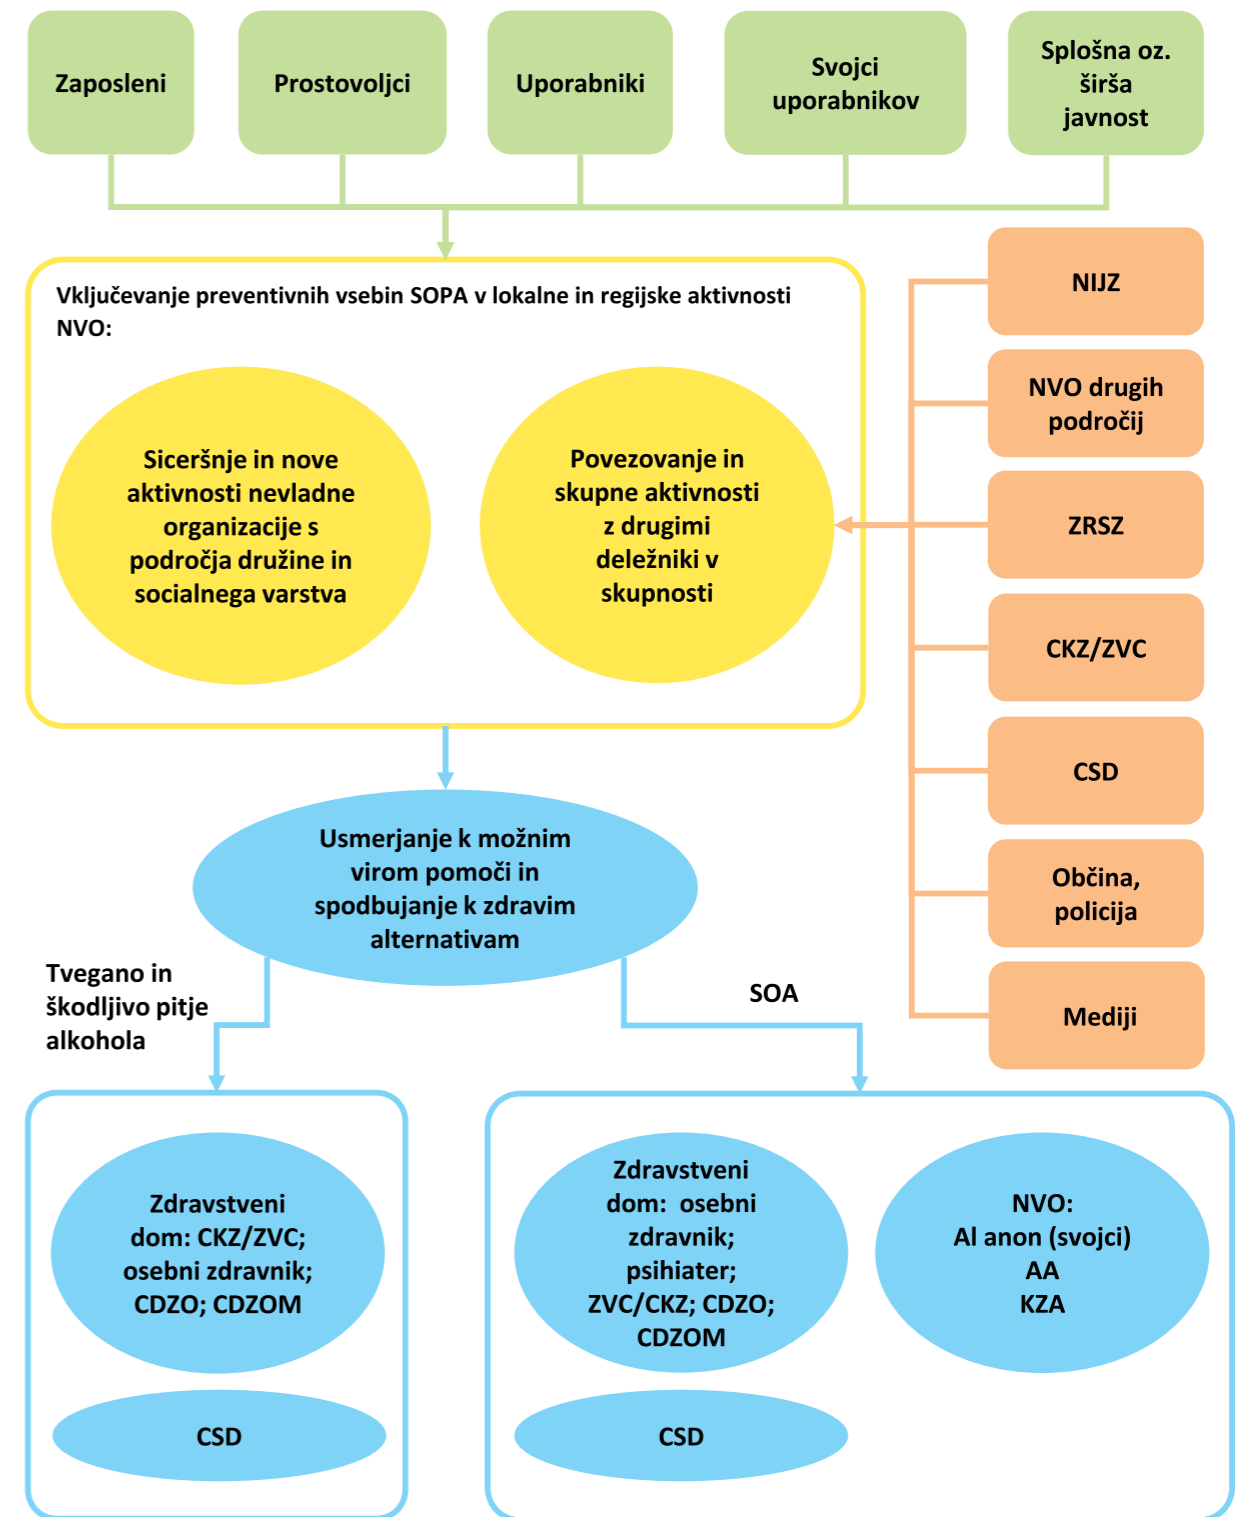 Zaposleni
Prostovoljci
Uporabniki
Svojci
uporabnikov
Splošna oz.
širša
javnost
Vključevanje preventivnih vsebin SOPA v lokalne in regijske aktivnosti
NVO:
Siceršnje in nove
aktivnosti nevladne
organizacije s
področja družine in
socialnega varstva
Povezovanje in
skupne aktivnosti
z drugimi
deležniki v
skupnosti
NIJZ
NVO drugih
področij
ZRSZ
CKZ/ZVC
CSD
Občina,
policija
Mediji
Usmerjanje k možnim
virom pomoči in
spodbujanje k zdravim
alternativam
Tvegano in
škodljivo pitje
alkohola
SOA
Zdravstveni
dom: CKZ/ZVC;
osebni zdravnik;
CDZO; CDZOM
CSD
Zdravstveni
dom:  osebni
zdravnik;
psihiater;
ZVC/CKZ; CDZO;
CDZOM
CSD
NVO:
Al anon (svojci)
AA
KZA